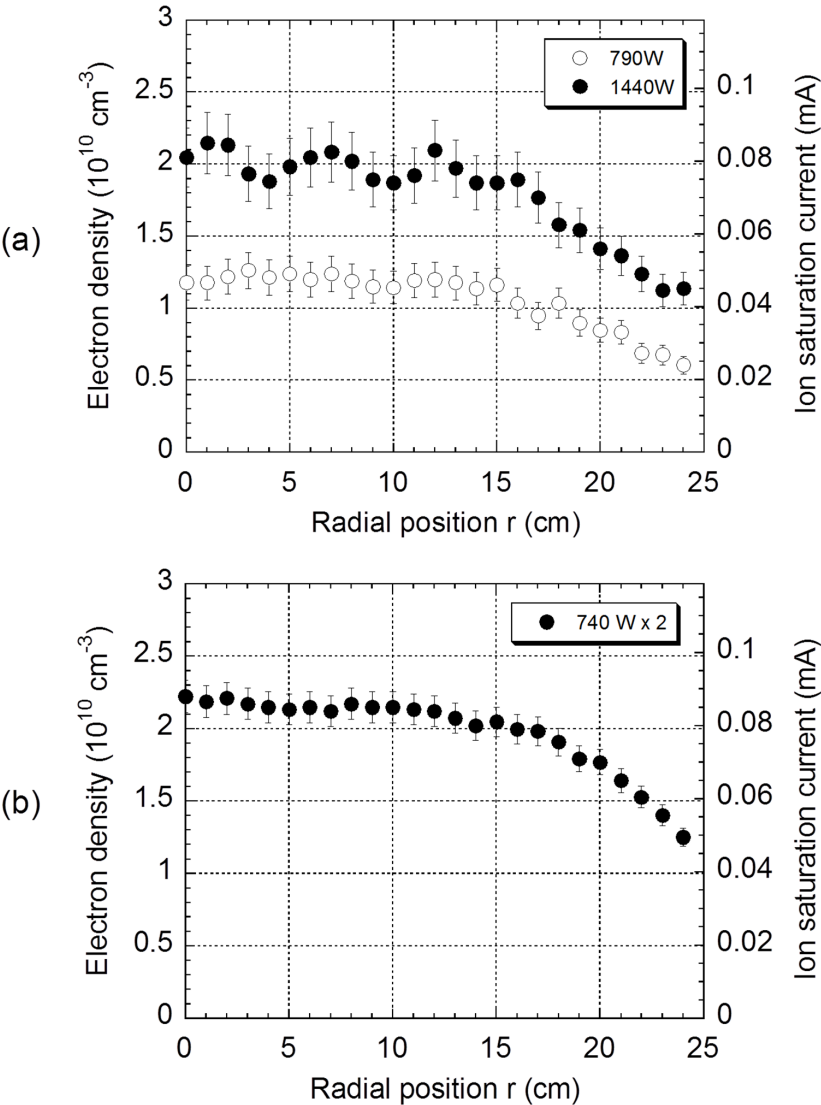 (a)
Electron density (10^10 cm^-3)
3
2.5
2
1.5
1
0.5
0
790W
1440W
0.1
0.08
0.06
0.04
0.02
0
Ion saturation current (mA)
0 5 10 15 20 25
Radial position r (cm)
(b)
Electron density (10^10 cm^-3)
3
2.5
2
1.5
1
0.5
0
740 W x 2
0.1
0.08
0.06
0.04
0.02
0
Ion saturation current (mA)
0 5 10 15 20 25
Radial position r (cm)